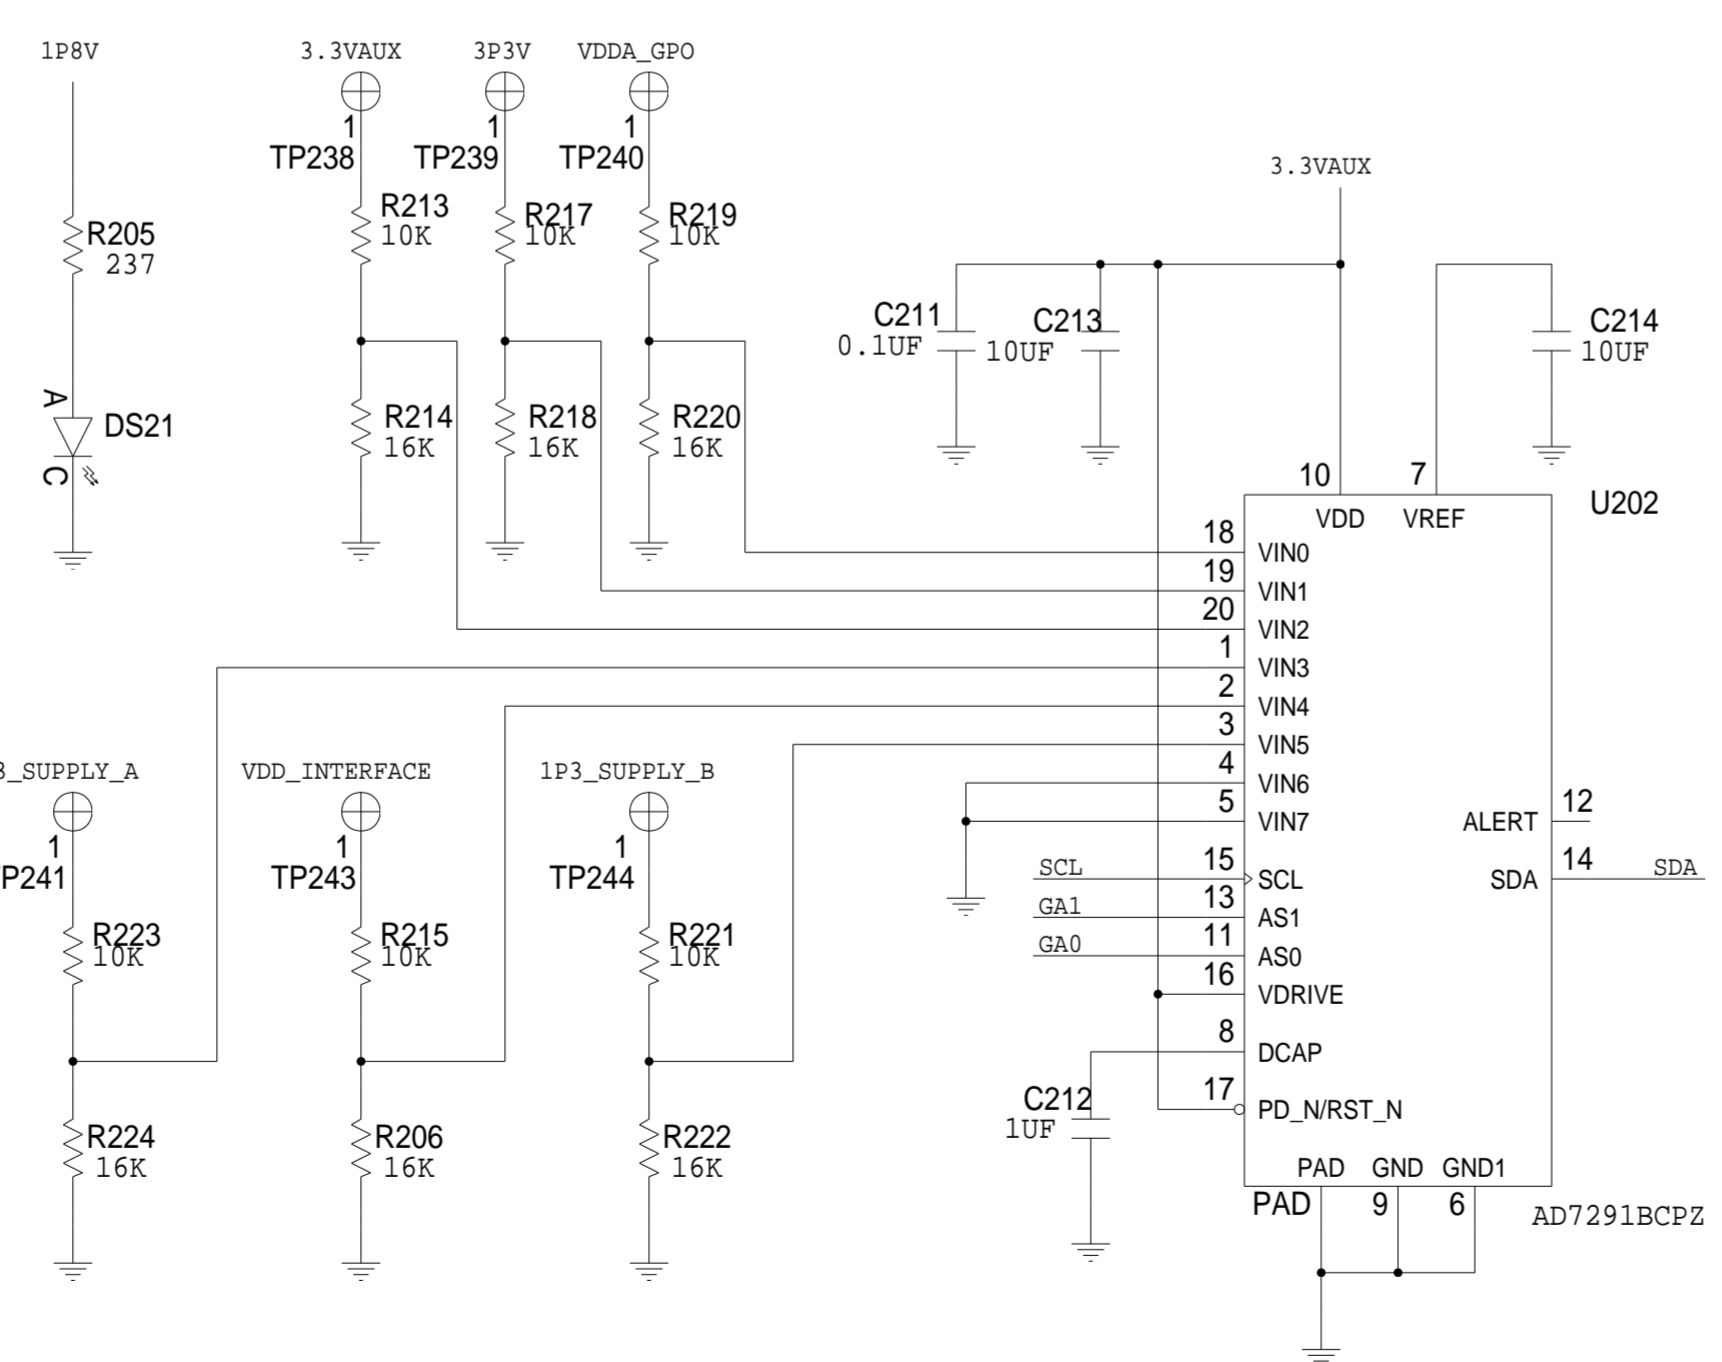 1P8V
3.3VAUX
3P3V
VDDA_GPO
1
TP238
1
TP239
1
TP240
R213
10K
R217
10K
R219
10K
R205
237
3.3VAUX
C211
0.1UF
C213
10UF
C214
10UF
A
DS21
C
R214
16K
R218
16K
R220
16K
10
7
U202
VDD
VREF
18
VIN0
19
VIN1
20
VIN2
1
VIN3
2
VIN4
3
VIN5
4
VIN6
5
VIN7
12
ALERT
SCL
15
SCL
14
SDA
SDA
GA1
13
AS1
GA0
11
AS0
16
VDRIVE
8
DCAP
17
PD_N/RST_N
C212
1UF
3_SUPPLY_A
VDD_INTERFACE
1P3_SUPPLY_B
1
TP241
1
TP243
1
TP244
R223
10K
R215
10K
R221
10K
R224
16K
R206
16K
R222
16K
PAD
GND
GND1
PAD
9
6
AD7291BCPZ